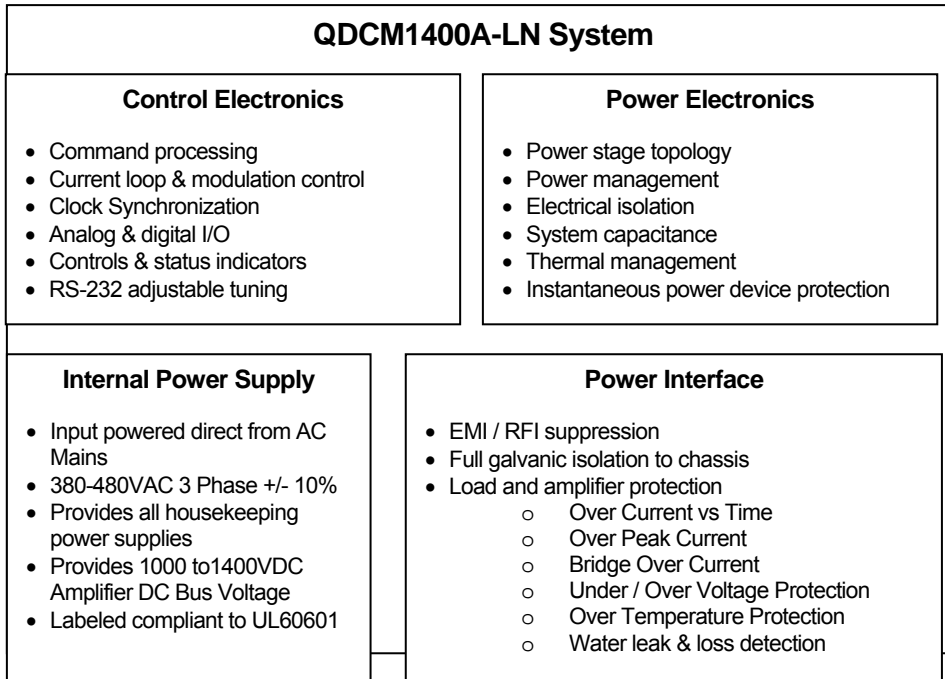 QDCM1400A-LN System
Control Electronics
• Command processing
• Current loop & modulation control
• Clock Synchronization
• Analog & digital I/O
• Controls & status indicators
• RS-232 adjustable tuning
Power Electronics
• Power stage topology
• Power management
• Electrical isolation
• System capacitance
• Thermal management
• Instantaneous power device protection
Internal Power Supply
• Input powered direct from AC
Mains
• 380-480VAC 3 Phase +/- 10%
• Provides all housekeeping
power supplies
• Provides 1000 to1400VDC
Amplifier DC Bus Voltage
• Labeled compliant to UL60601
Power Interface
• EMI / RFI suppression
• Full galvanic isolation to chassis
• Load and amplifier protection
o Over Current vs Time
o Over Peak Current
o Bridge Over Current
o Under / Over Voltage Protection
o Over Temperature Protection
o Water leak & loss detection